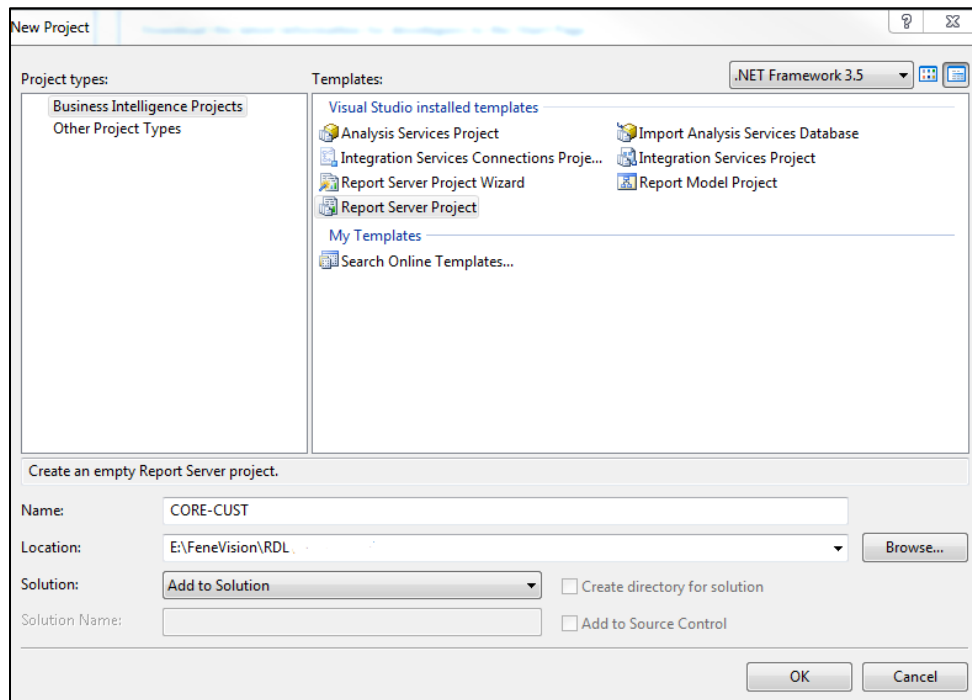 New Project
Project types:
Templates:
.NET Framework 3.5
Business Intelligence Projects
Other Project Types
Visual Studio installed templates
Analysis Services Project
Import Analysis Services Database
Integration Services Connections Proje...
Integration Services Project
Report Server Project Wizard
Report Model Project
Report Server Project
My Templates
Search Online Templates...
Create an empty Report Server project.
Name:
CORE-CUST
Location:
E:\FeneVision\RDL
Browse...
Solution:
Add to Solution
Create directory for solution
Solution Name:
Add to Source Control
OK
Cancel